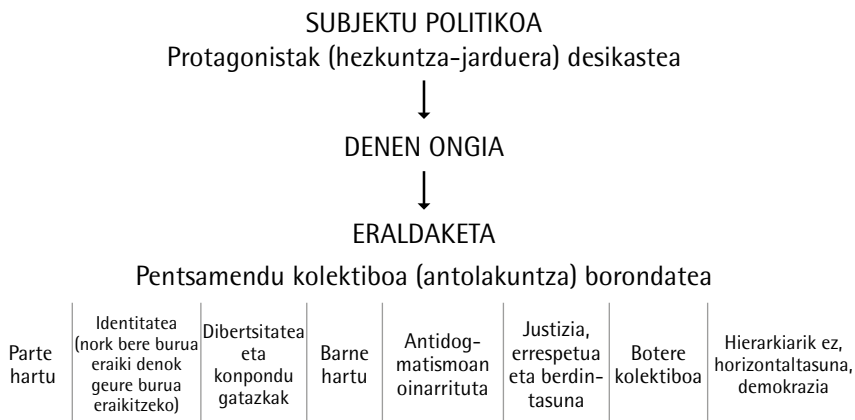 SUBJEKTU POLITIKOA
Protagonistak (hezkuntza-jarduera) desikastea
DENEN ONGIA
ERALDAKETA
Pentsamendu kolektiboa (antolakuntza) borondatea
Parte
hartu
Identitatea
(nork bere burua
eraiki denok
geure burua
eraikitzeko)
Dibertsitatea
eta
konpondu
gatazkak
Barne
hartu
Antidog-
matismoan
oinarrituta
Justizia,
errespetua
eta berdin-
tasuna
Botere
kolektiboa
Hierarkiarik ez,
horizontaltasuna,
demokrazia